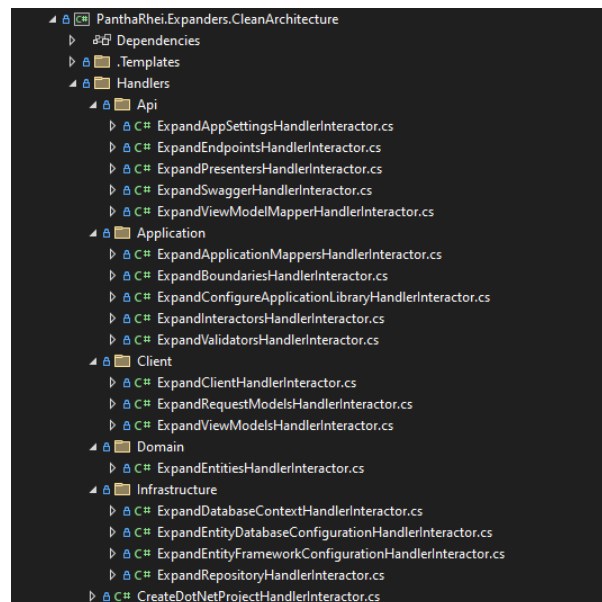 C# PanthaRhei.Expanders.CleanArchitecture
Dependencies
.Templates
Handlers
Api
C# ExpandAppSettingsHandlerInteractor.cs
C# ExpandEndpointsHandlerInteractor.cs
C# ExpandPresentersHandlerInteractor.cs
C# ExpandSwaggerHandlerInteractor.cs
C# ExpandViewModelMapperHandlerInteractor.cs
Application
C# ExpandApplicationMappersHandlerInteractor.cs
C# ExpandBoundariesHandlerInteractor.cs
C# ExpandConfigureApplicationLibraryHandlerInteractor.cs
C# ExpandInteractorsHandlerInteractor.cs
C# ExpandValidatorsHandlerInteractor.cs
Client
C# ExpandClientHandlerInteractor.cs
C# ExpandRequestModelsHandlerInteractor.cs
C# ExpandViewModelsHandlerInteractor.cs
Domain
C# ExpandEntitiesHandlerInteractor.cs
Infrastructure
C# ExpandDatabaseContextHandlerInteractor.cs
C# ExpandEntityDatabaseConfigurationHandlerInteractor.cs
C# ExpandEntityFrameworkConfigurationHandlerInteractor.cs
C# ExpandRepositoryHandlerInteractor.cs
C# CreateDotNetProjectHandlerInteractor.cs